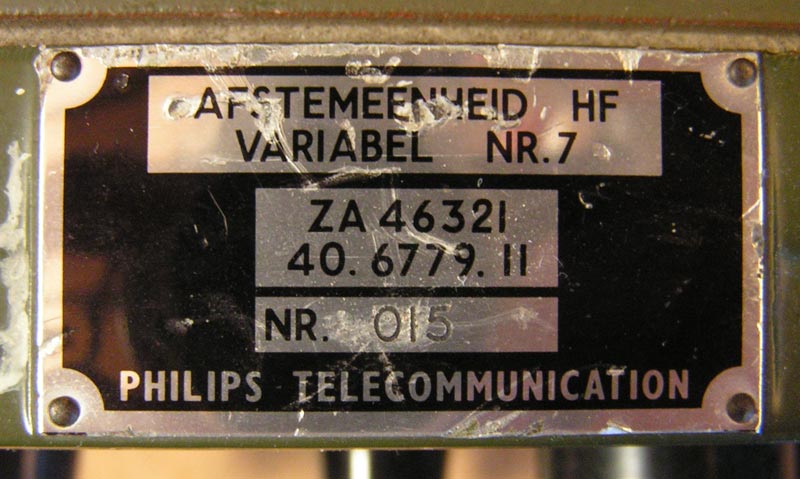 AFSTEMEENHEID HF
VARIABEL NR.7
ZA 46321
40. 6779. 11
NR. 015
PHILIPS TELECOMMUNICATION